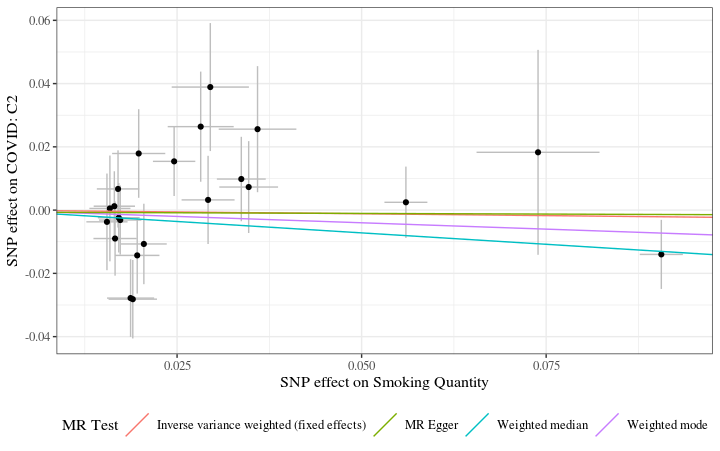 0.06
0.04
0.02
0.00
-0.02
-0.04
SNP effect on COVID: C2
0.025
0.050
0.075
SNP effect on Smoking Quantity
MR Test
Inverse variance weighted (fixed effects)
MR Egger
Weighted median
Weighted mode